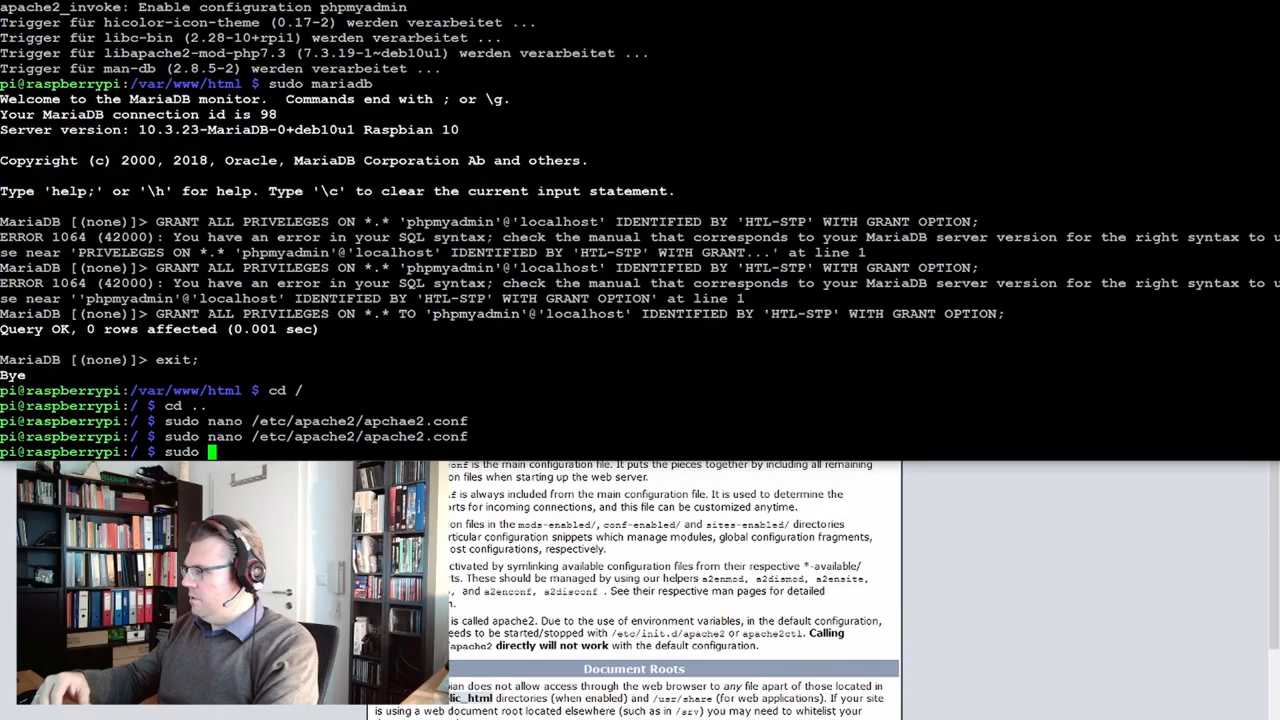 apache2_invoke: Enable configuration phpmyadmin
Trigger für hicolor-icon-theme (0.17-2) werden verarbeitet ...
Trigger für libc-bin (2.28-10+rpi1) werden verarbeitet ...
Trigger für libapache2-mod-php7.3 (7.3.19-1~deb10u1) werden verarbeitet ...
Trigger für man-db (2.8.5-2) werden verarbeitet ...
pi@raspberrypi:/var/www/html $ sudo mariadb
Welcome to the MariaDB monitor.  Commands end with ; or \g.
Your MariaDB connection id is 98
Server version: 10.3.23-MariaDB-0+deb10u1 Raspbian 10
Copyright (c) 2000, 2018, Oracle, MariaDB Corporation Ab and others.
Type 'help;' or '\h' for help. Type '\c' to clear the current input statement.
MariaDB [(none)]> GRANT ALL PRIVELEGES ON *.* 'phpmyadmin'@'localhost' IDENTIFIED BY 'HTL-STP' WITH GRANT OPTION;
ERROR 1064 (42000): You have an error in your SQL syntax; check the manual that corresponds to your MariaDB server version for the right syntax to u
se near 'PRIVELEGES ON *.* 'phpmyadmin'@'localhost' IDENTIFIED BY 'HTL-STP' WITH GRANT...' at line 1
MariaDB [(none)]> GRANT ALL PRIVILEGES ON *.* 'phpmyadmin'@'localhost' IDENTIFIED BY 'HTL-STP' WITH GRANT OPTION;
ERROR 1064 (42000): You have an error in your SQL syntax; check the manual that corresponds to your MariaDB server version for the right syntax to u
se near ''phpmyadmin'@'localhost' IDENTIFIED BY 'HTL-STP' WITH GRANT OPTION' at line 1
MariaDB [(none)]> GRANT ALL PRIVILEGES ON *.* TO 'phpmyadmin'@'localhost' IDENTIFIED BY 'HTL-STP' WITH GRANT OPTION;
Query OK, 0 rows affected (0.001 sec)
MariaDB [(none)]> exit;
Bye
pi@raspberrypi:/var/www/html $ cd /
pi@raspberrypi:/ $ cd ..
pi@raspberrypi:/ $ sudo nano /etc/apache2/apchae2.conf
pi@raspberrypi:/ $ sudo nano /etc/apache2/apache2.conf
pi@raspberrypi:/ $ sudo
is the main configuration file. It puts the pieces together by including all remaining
on files when starting up the web server.
is always included from the main configuration file. It is used to determine the
orts for incoming connections, and this file can be customized anytime.
on files in the mods-enabled/, conf-enabled/ and sites-enabled/ directories
rticular configuration snippets which manage modules, global configuration fragments,
ost configurations, respectively.
ctivated by symlinking available configuration files from their respective *-available/
rts. These should be managed by using our helpers a2enmod, a2dismod, a2ensite,
, and a2enconf, a2disconf . See their respective man pages for detailed
n.
is called apache2. Due to the use of environment variables, in the default configuration,
eeds to be started/stopped with /etc/init.d/apache2 or apache2ctl. Calling
/apache2 directly will not work with the default configuration.
Document Roots
ian does not allow access through the web browser to any file apart of those located in
lic_html directories (when enabled) and /usr/share (for web applications). If your site
is using a web document root located elsewhere (such as in /srv) you may need to whitelist your